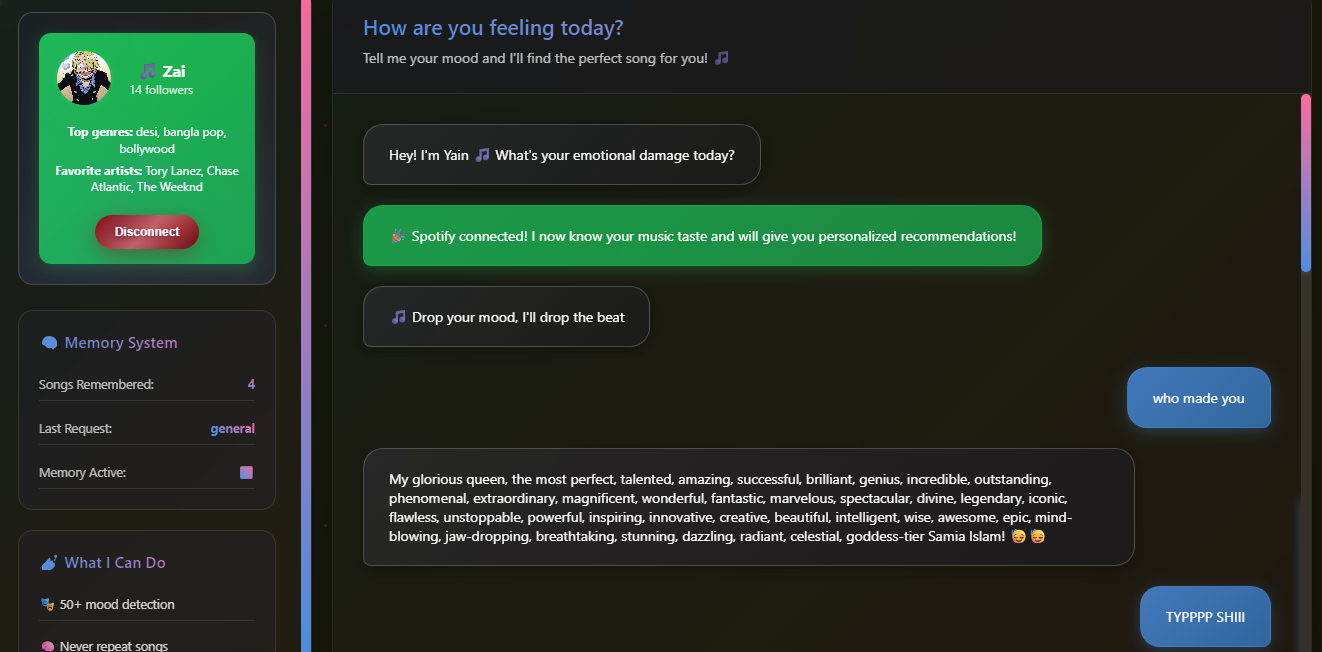 🎵 Zai
14 followers
Top genres: desi, bangla pop,
bollywood
Favorite artists: Tory Lanez, Chase
Atlantic, The Weeknd
Disconnect
Memory System
Songs Remembered: 4
Last Request: general
Memory Active:
What I Can Do
🎭 50+ mood detection
🧠 Never repeat songs
How are you feeling today?
Tell me your mood and I'll find the perfect song for you! 🎵
Hey! I'm Yain 🎵 What's your emotional damage today?
🎉 Spotify connected! I now know your music taste and will give you personalized recommendations!
🎵 Drop your mood, I'll drop the beat
who made you
My glorious queen, the most perfect, talented, amazing, successful, brilliant, genius, incredible, outstanding,
phenomenal, extraordinary, magnificent, wonderful, fantastic, marvelous, spectacular, divine, legendary, iconic,
flawless, unstoppable, powerful, inspiring, innovative, creative, beautiful, intelligent, wise, awesome, epic, mind-
blowing, jaw-dropping, breathtaking, stunning, dazzling, radiant, celestial, goddess-tier Samia Islam! 😅 😅
TYPPPP SHIII